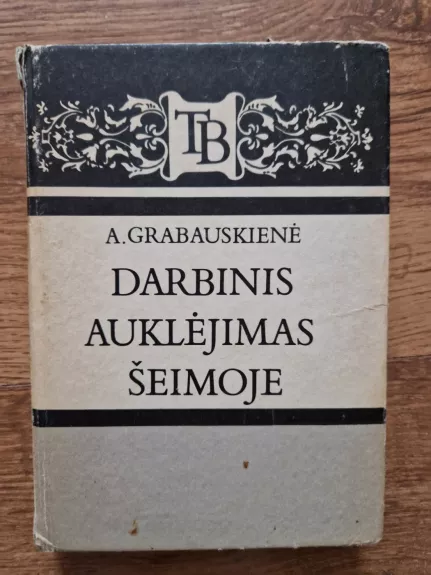 TB
A. GRABAUSKIENĖ
DARBINIS
AUKLĖJIMAS
ŠEIMOJE